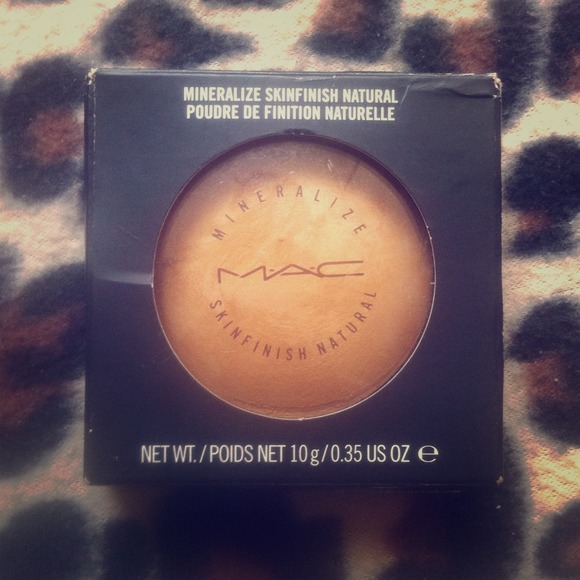 MINERALIZE SKINFINISH NATURAL
POUDRE DE FINITION NATURELLE
MINERALIZE
M·A·C
SKINFINISH NATURAL
NET WT./POIDS NET 10 g/0.35 US OZ ℮